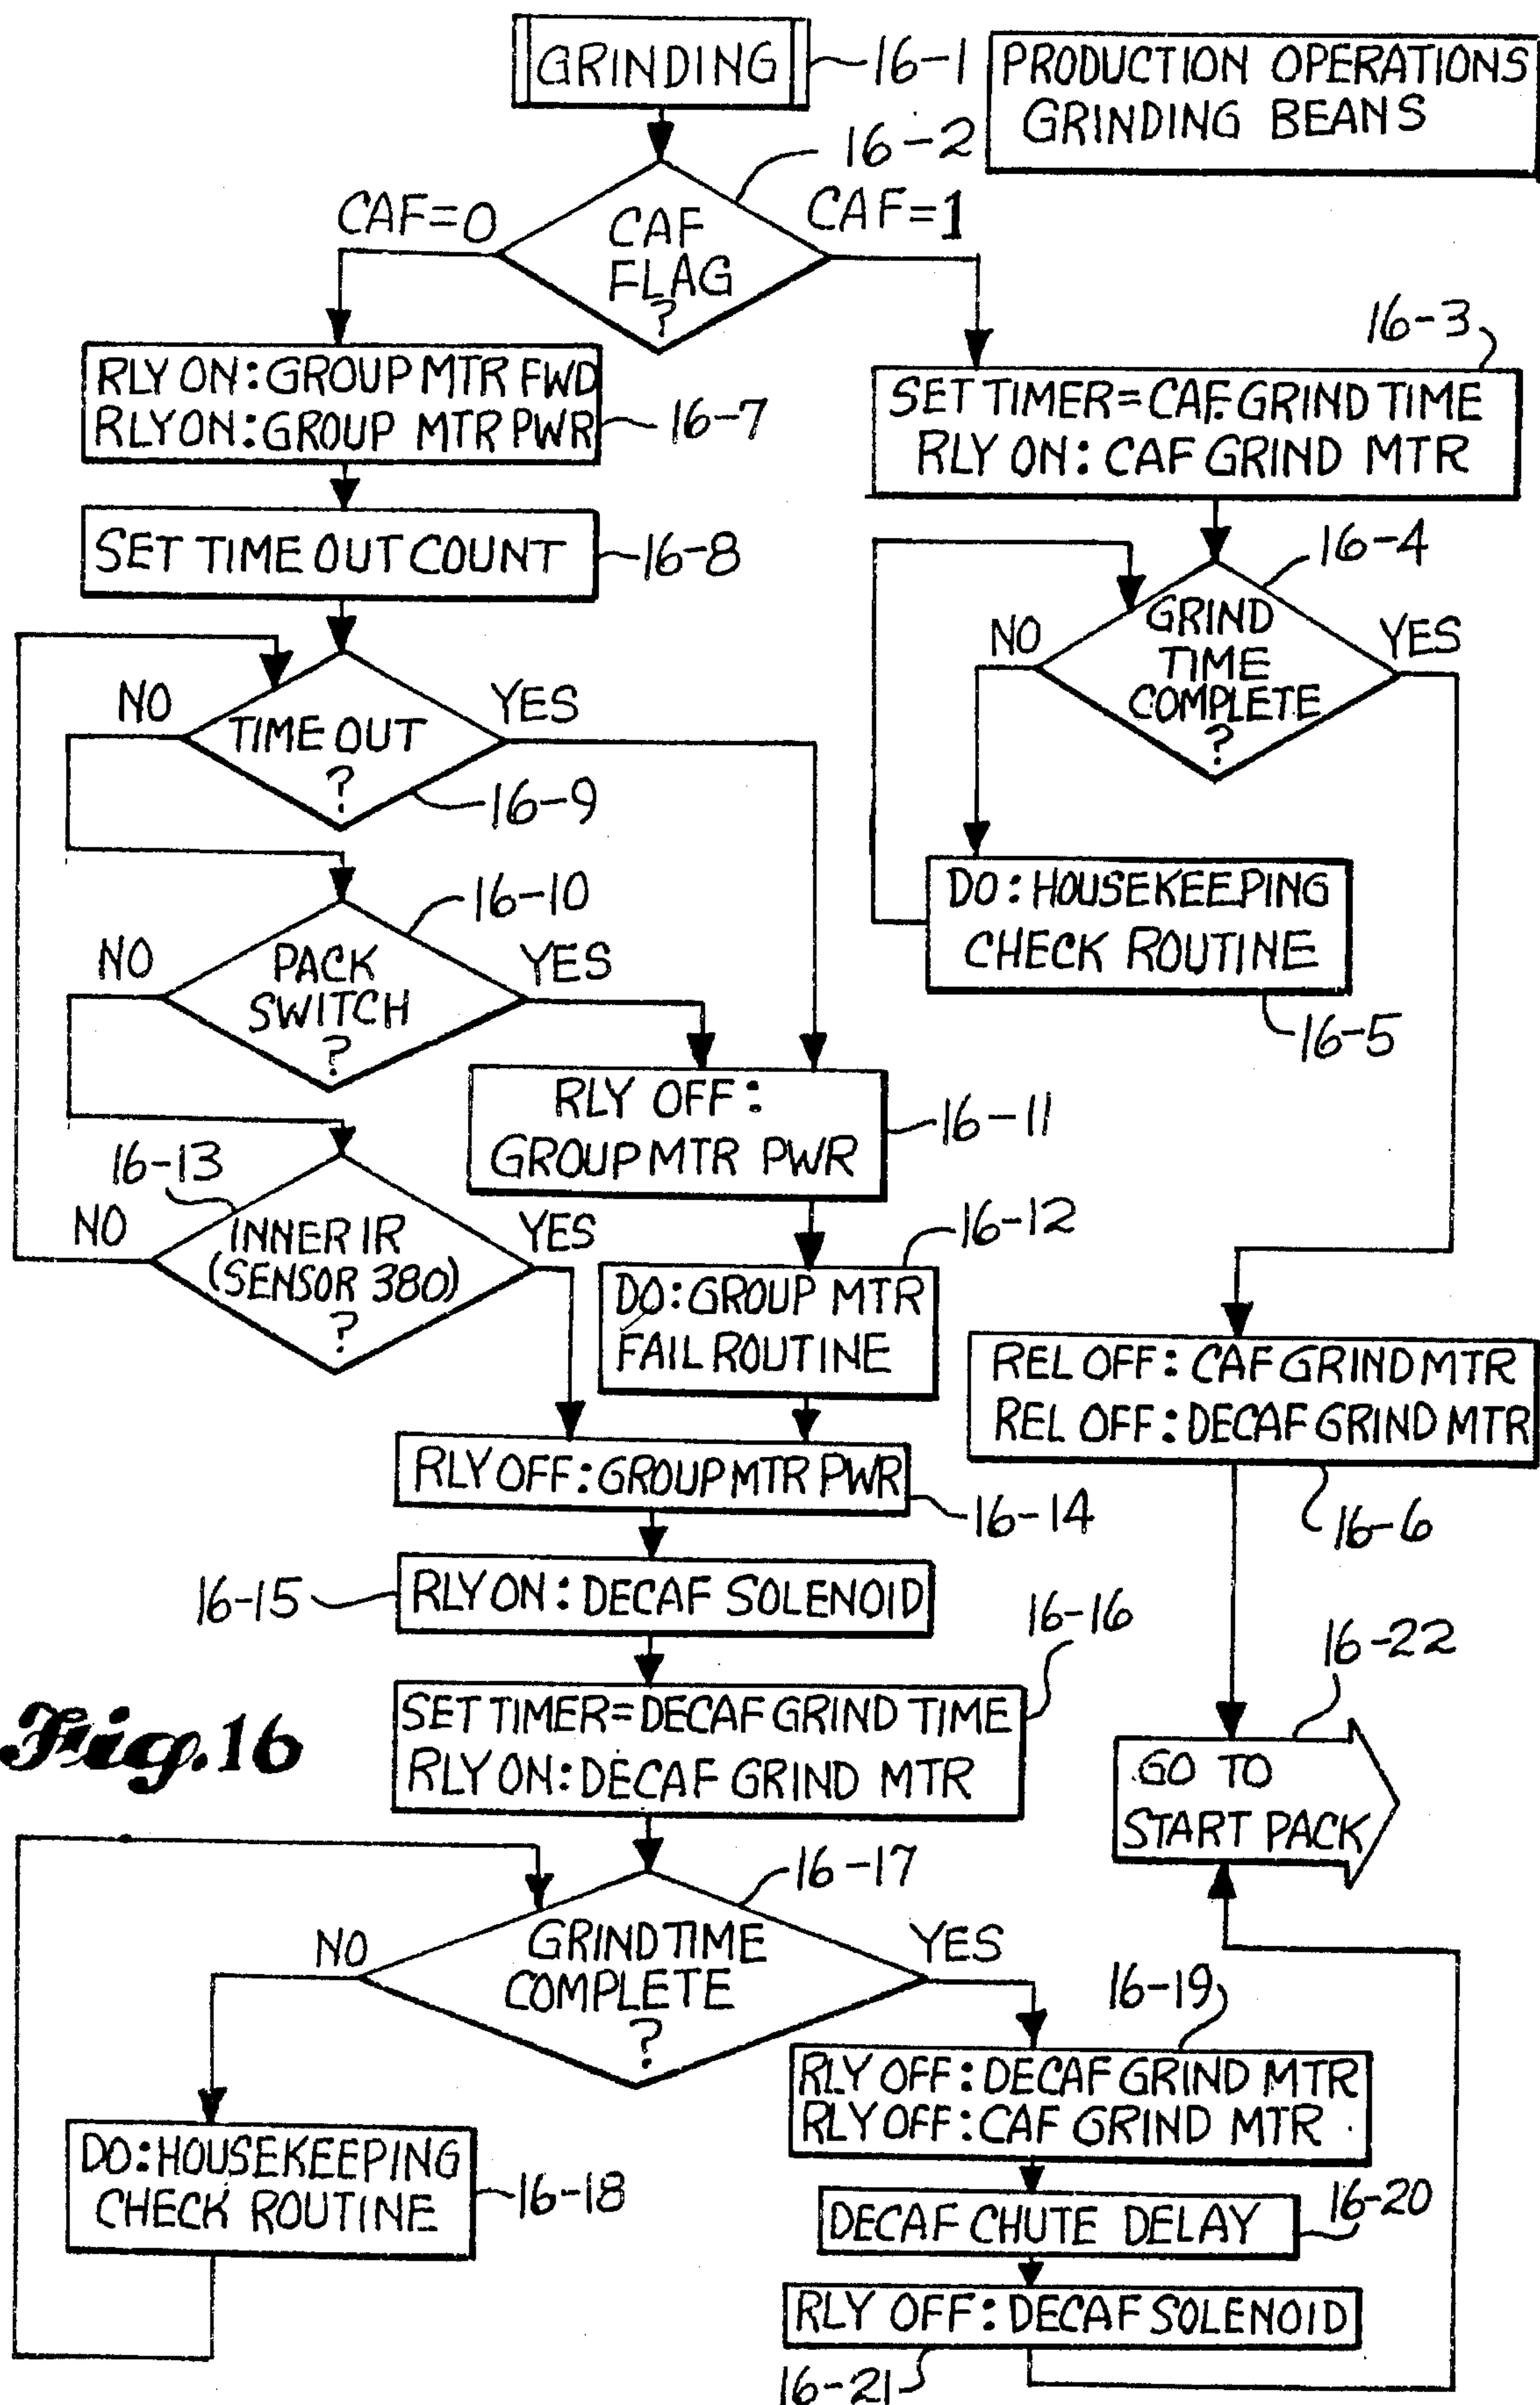 GRINDING
16-1
PRODUCTION OPERATIONS
GRINDING BEANS
16-2
CAF=0
CAF
FLAG
?
CAF=1
RLY ON: GROUP MTR FWD
RLY ON: GROUP MTR PWR
16-7
16-3
SET TIMER=CAF. GRIND TIME
RLY ON: CAF GRIND MTR
SET TIME OUT COUNT
16-8
16-4
NO
GRIND
TIME
COMPLETE
?
YES
NO
TIME OUT
?
YES
16-9
DO: HOUSEKEEPING
CHECK ROUTINE
16-5
16-10
NO
PACK
SWITCH
?
YES
RLY OFF:
GROUP MTR PWR
16-11
16-13
NO
INNER IR
(SENSOR 380)
?
YES
16-12
DO: GROUP MTR
FAIL ROUTINE
REL OFF: CAF GRIND MTR
REL OFF: DECAF GRIND MTR
16-6
RLY OFF: GROUP MTR PWR
16-14
16-15
RLY ON: DECAF SOLENOID
16-16
SET TIMER=DECAF GRIND TIME
RLY ON: DECAF GRIND MTR
16-22
GO TO
START PACK
Fig. 16
16-17
NO
GRIND TIME
COMPLETE
?
YES
DO: HOUSEKEEPING
CHECK ROUTINE
16-18
16-19
RLY OFF: DECAF GRIND MTR
RLY OFF: CAF GRIND MTR
DECAF CHUTE DELAY
16-20
RLY OFF: DECAF SOLENOID
16-21